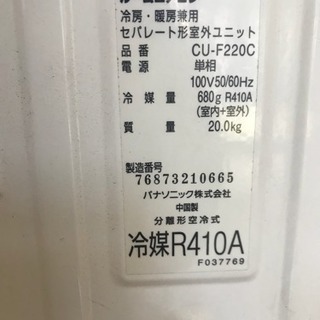 冷房・暖房兼用
セパレート形室外ユニット
品番 CU-F220C
電源 単相
100V50/60Hz
冷媒量 680g R410A
(室内+室外)
質量 20.0kg
製造番号
76873210665
パナソニック株式会社
中国製
分離形空冷式
冷媒R410A
F037769